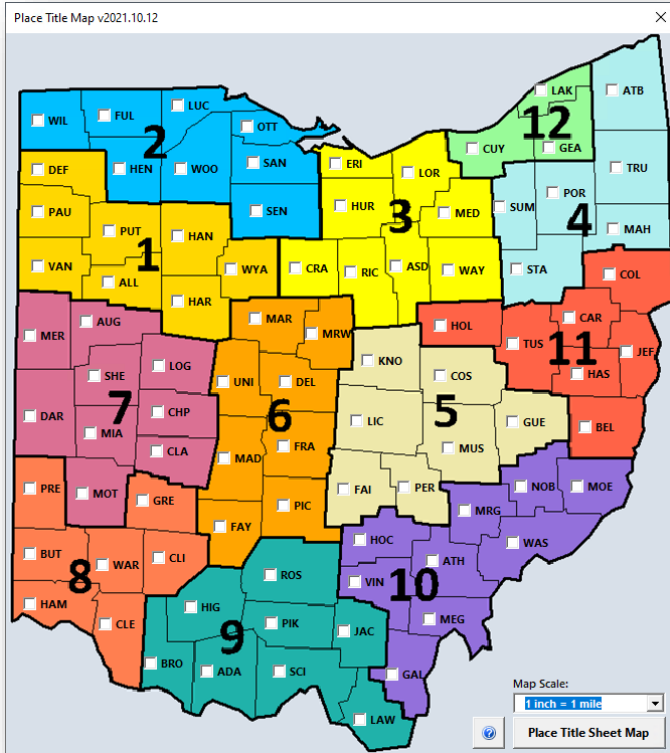 Place Title Map v2021.10.12
LAK
ATB
LUC
FUL
WIL
OTT
12
2
CUY
GEA
ERI
SAN
HEN
WOO
LOR
TRU
DEF
POR
SUM
HUR
MED
PAU
SEN
3
4
PUT
HAN
MAH
1
VAN
WYA
CRA
RIC
ASD
WAY
STA
COL
ALL
HAR
CAR
MAR
AUG
HOL
MER
MRW
TUS
11
JEF
KNO
LOG
HAS
SHE
UNI
DEL
COS
7
CHP
6
5
DAR
LIC
GUE
BEL
MIA
FRA
MUS
CLA
MAD
PRE
MOT
GRE
FAI
PER
NOB
MOE
PIC
MRG
FAY
HOC
WAS
BUT
WAR
CLI
ATH
ROS
8
VIN
10
HAM
HIG
MEG
CLE
PIK
JAC
9
BRO
ADA
SCI
GAL
Map Scale:
1 inch = 1 mile
LAW
Place Title Sheet Map